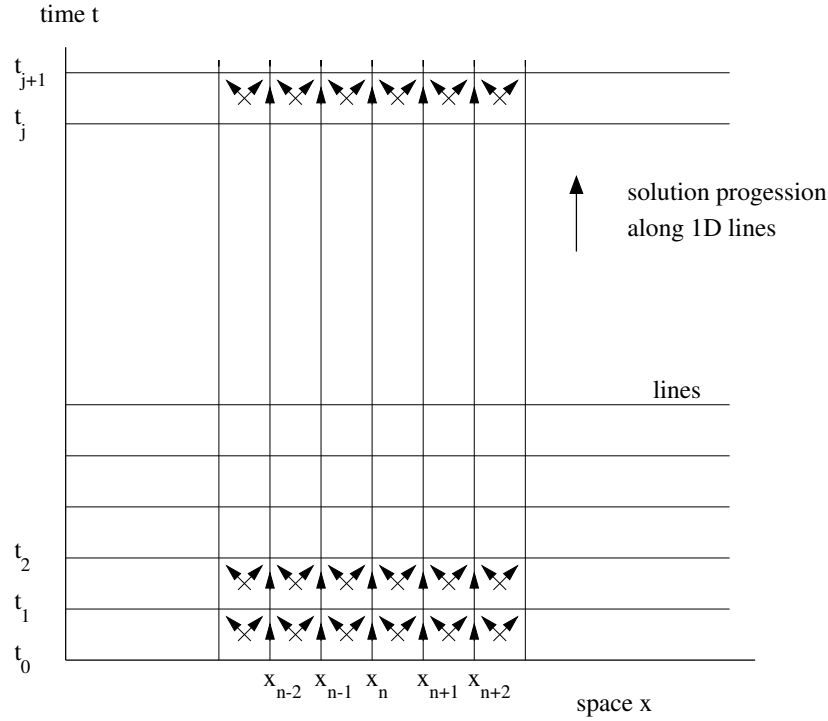 time t
t_{j+1}
t_j
solution progession
along 1D lines
lines
t_2
t_1
t_0
x_{n-2} x_{n-1} x_n x_{n+1} x_{n+2}
space x